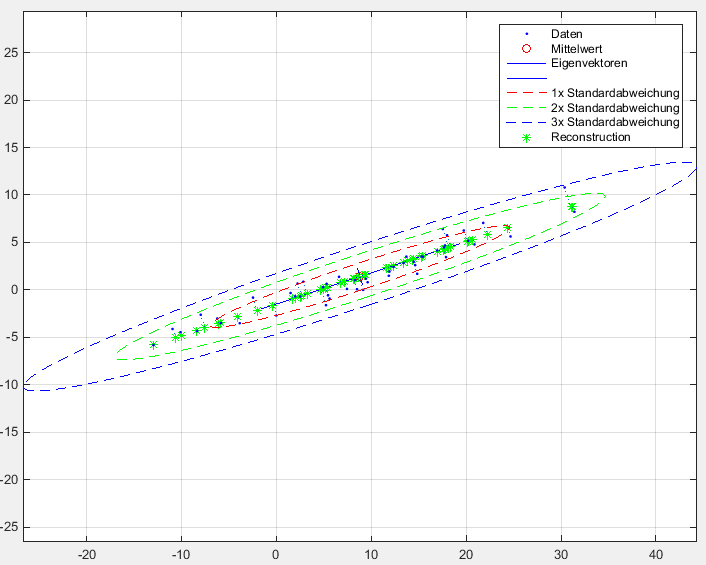 Daten
Mittelwert
Eigenvektoren
1x Standardabweichung
2x Standardabweichung
3x Standardabweichung
Reconstruction
25
20
15
10
5
0
-5
-10
-15
-20
-25
-20 -10 0 10 20 30 40